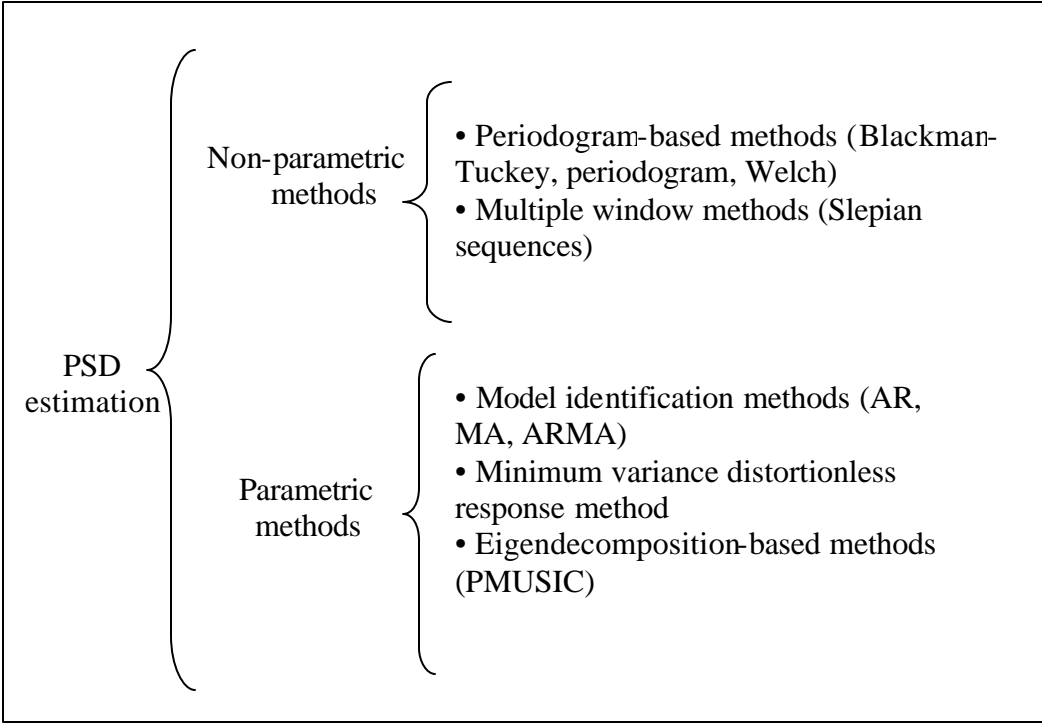 PSD
estimation
Non-parametric
methods
• Periodogram-based methods (Blackman-
Tuckey, periodogram, Welch)
• Multiple window methods (Slepian
sequences)
Parametric
methods
• Model identification methods (AR,
MA, ARMA)
• Minimum variance distortionless
response method
• Eigendecomposition-based methods
(PMUSIC)